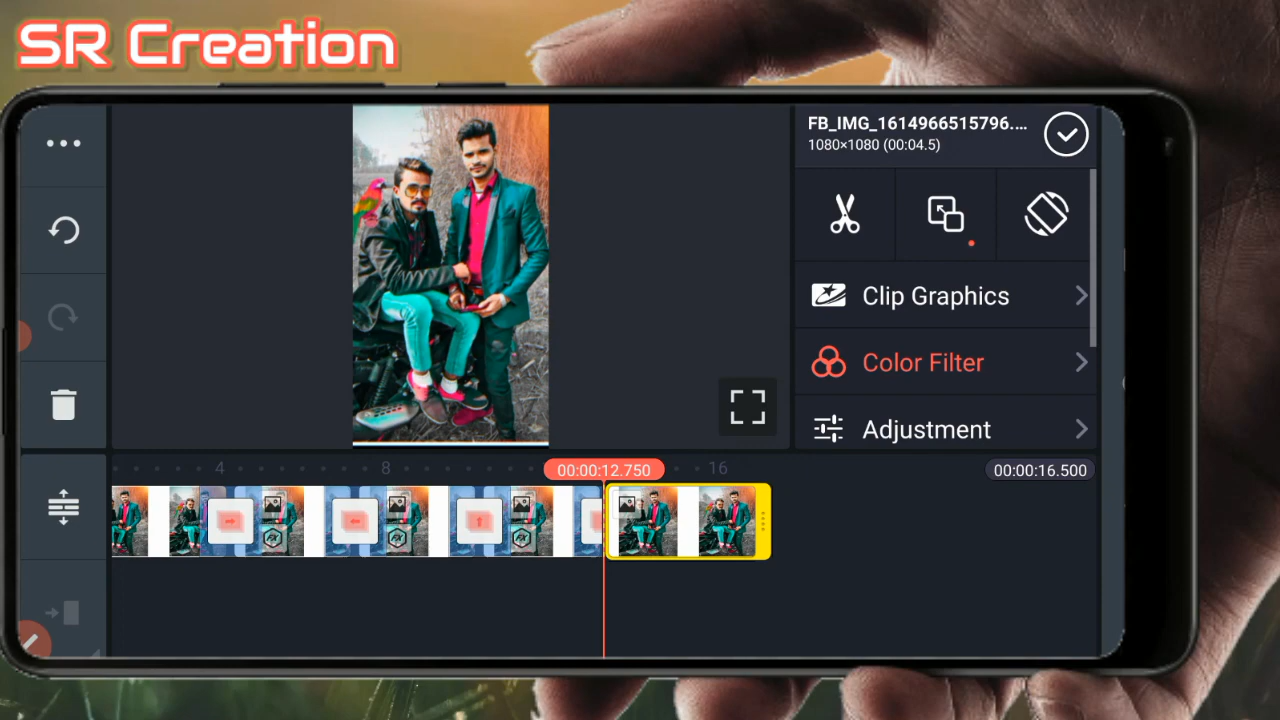 SR Creation
FB_IMG_1614966515796....
1080×1080 (00:04.5)
Clip Graphics
Color Filter
Adjustment
4
8
00:00:12.750
16
00:00:16.500